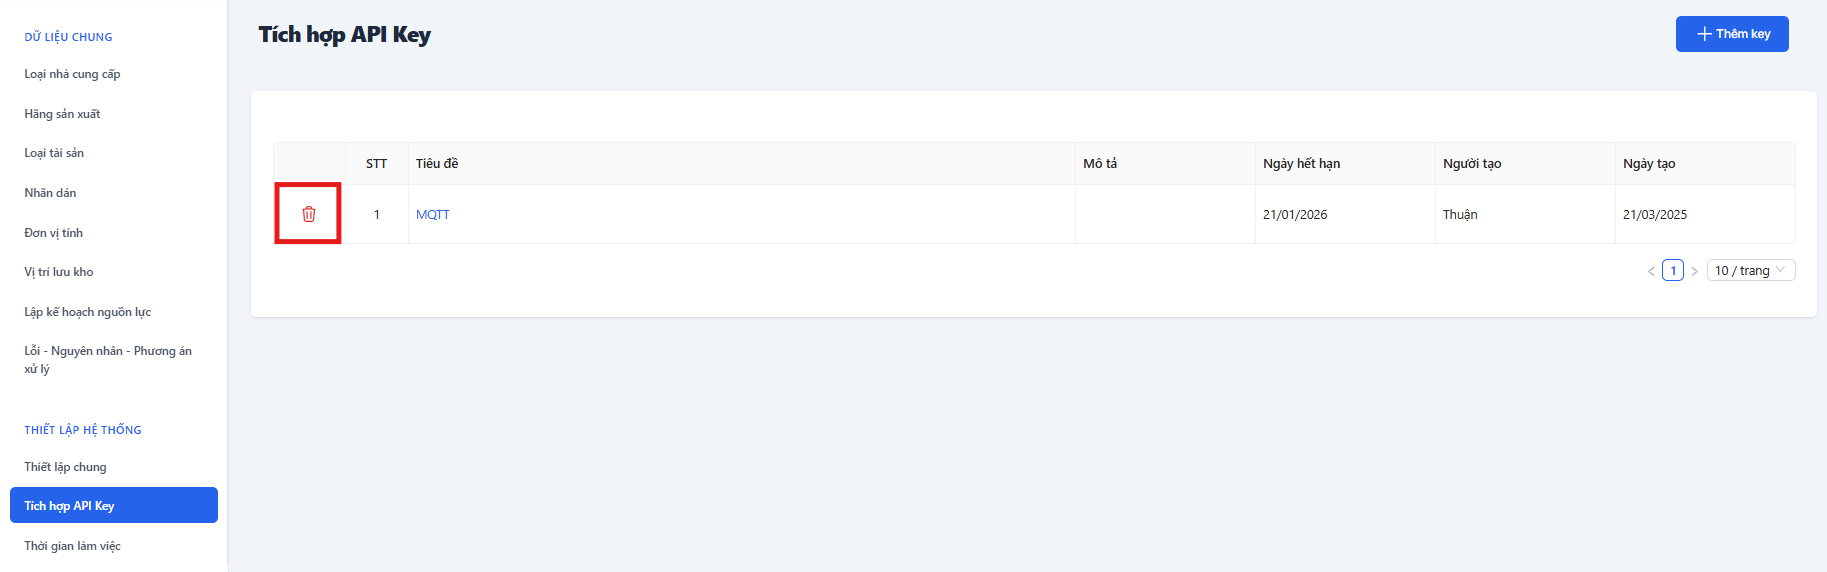 DỮ LIỆU CHUNG
Loại nhà cung cấp
Hãng sản xuất
Loại tài sản
Nhãn dán
Đơn vị tính
Vị trí lưu kho
Lập kế hoạch nguồn lực
Lỗi - Nguyên nhân - Phương án
xử lý
THIẾT LẬP HỆ THỐNG
Thiết lập chung
Tích hợp API Key
Thời gian làm việc
Tích hợp API Key
Thêm key
STT Tiêu đề Mô tả Ngày hết hạn Người tạo Ngày tạo
1 MQTT 21/01/2026 Thuận 21/03/2025
< 1 > 10 / trang